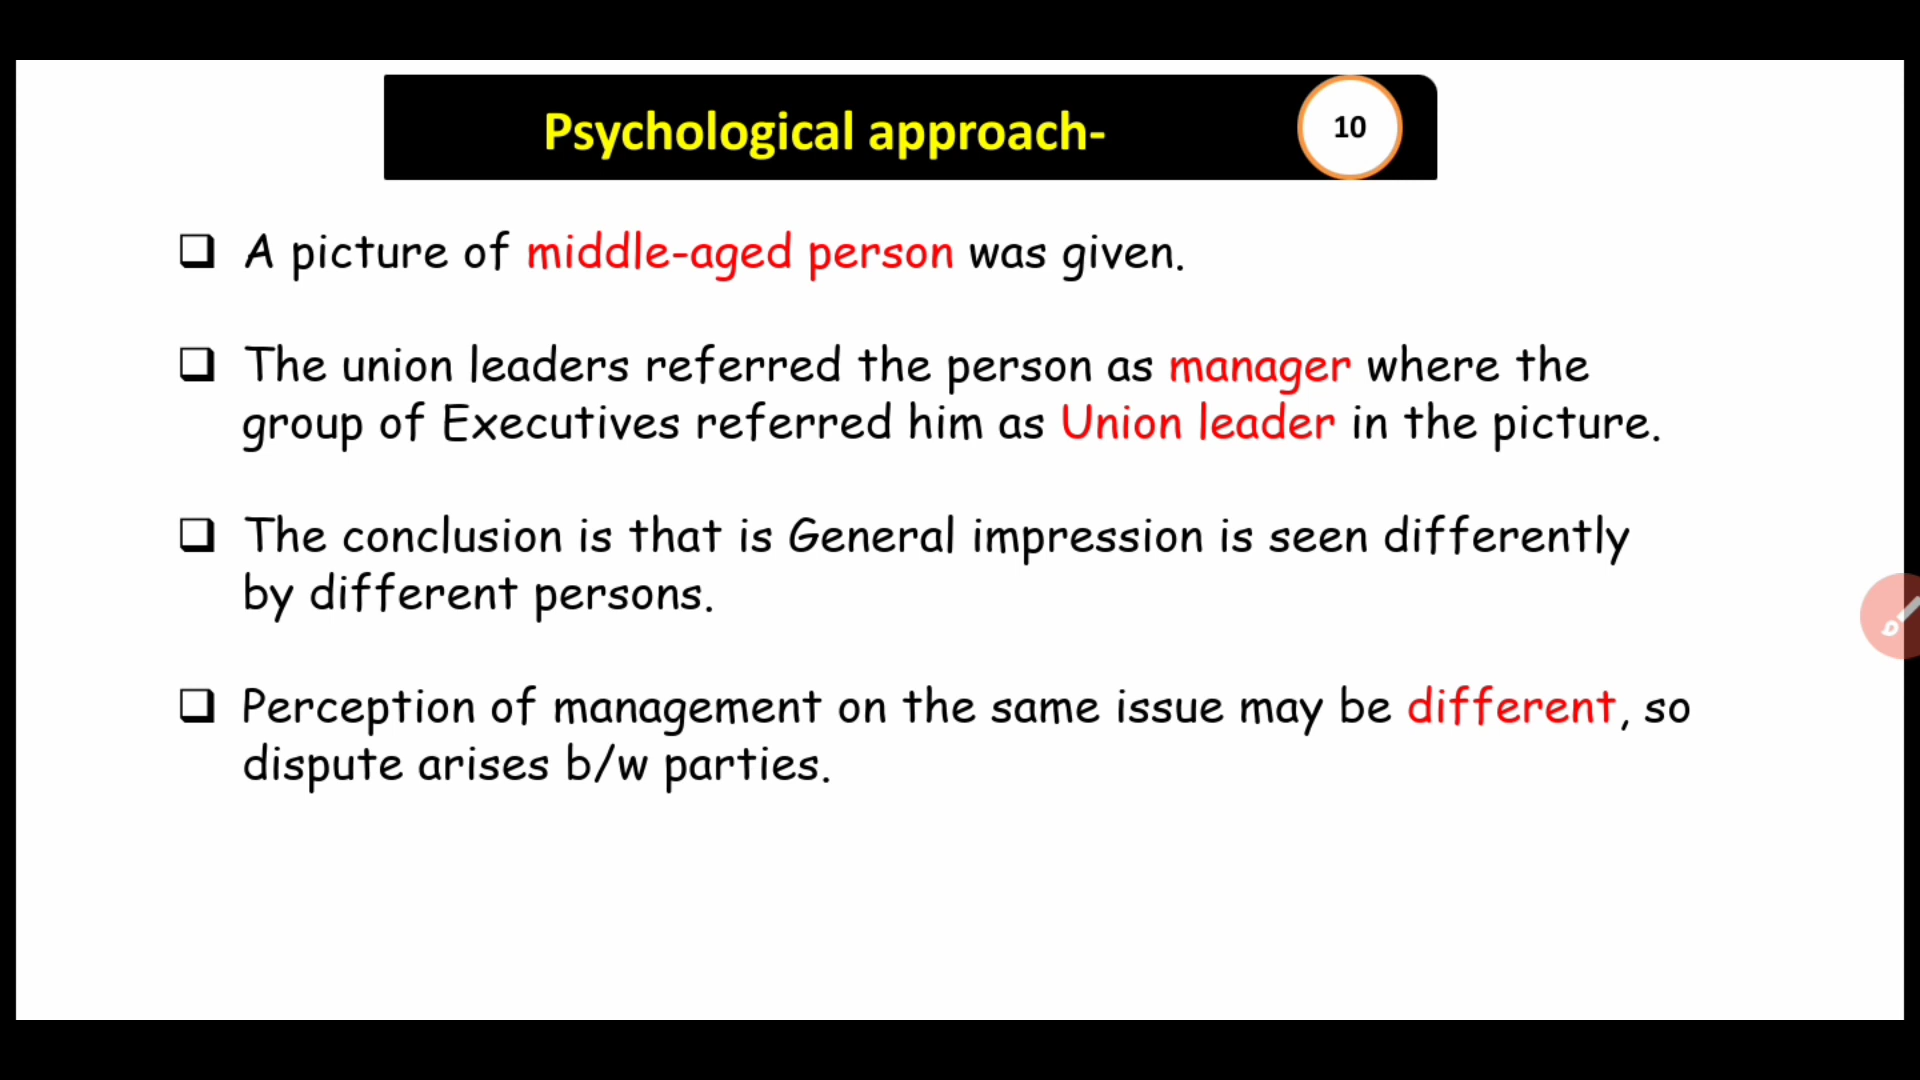 Psychological approach-
10
❑ A picture of middle-aged person was given.
❑ The union leaders referred the person as manager where the
group of Executives referred him as Union leader in the picture.
❑ The conclusion is that is General impression is seen differently
by different persons.
❑ Perception of management on the same issue may be different, so
dispute arises b/w parties.